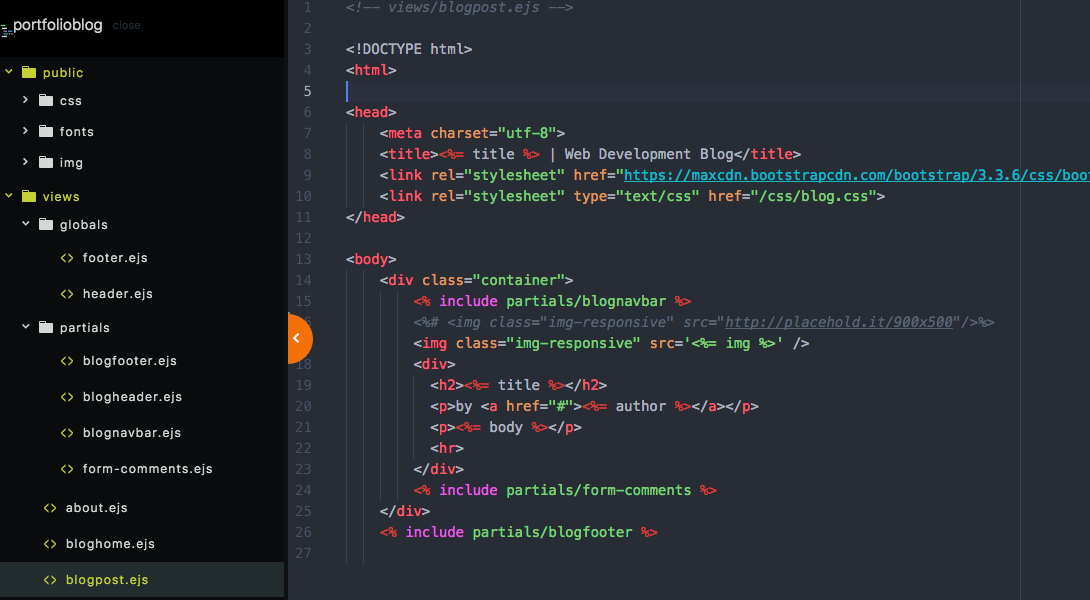 portfolioblog close
public
css
fonts
img
views
globals
footer.ejs
header.ejs
partials
blogfooter.ejs
blogheader.ejs
blognavbar.ejs
form-comments.ejs
about.ejs
bloghome.ejs
blogpost.ejs
1 <!-- views/blogpost.ejs -->
2
3 <!DOCTYPE html>
4 <html>
5
6 <head>
7 <meta charset="utf-8">
8 <title><%= title %> | Web Development Blog</title>
9 <link rel="stylesheet" href="https://maxcdn.bootstrapcdn.com/bootstrap/3.3.6/css/boot
10 <link rel="stylesheet" type="text/css" href="/css/blog.css">
11 </head>
12
13 <body>
14 <div class="container">
15 <% include partials/blognavbar %>
<%# <img class="img-responsive" src="http://placehold.it/900x500"/>%>
<img class="img-responsive" src='<%= img %>' />
18 <div>
19 <h2><%= title %></h2>
20 <p>by <a href="#"><%= author %></a></p>
21 <p><%= body %></p>
22 <hr>
23 </div>
24 <% include partials/form-comments %>
25 </div>
26 <% include partials/blogfooter %>
27